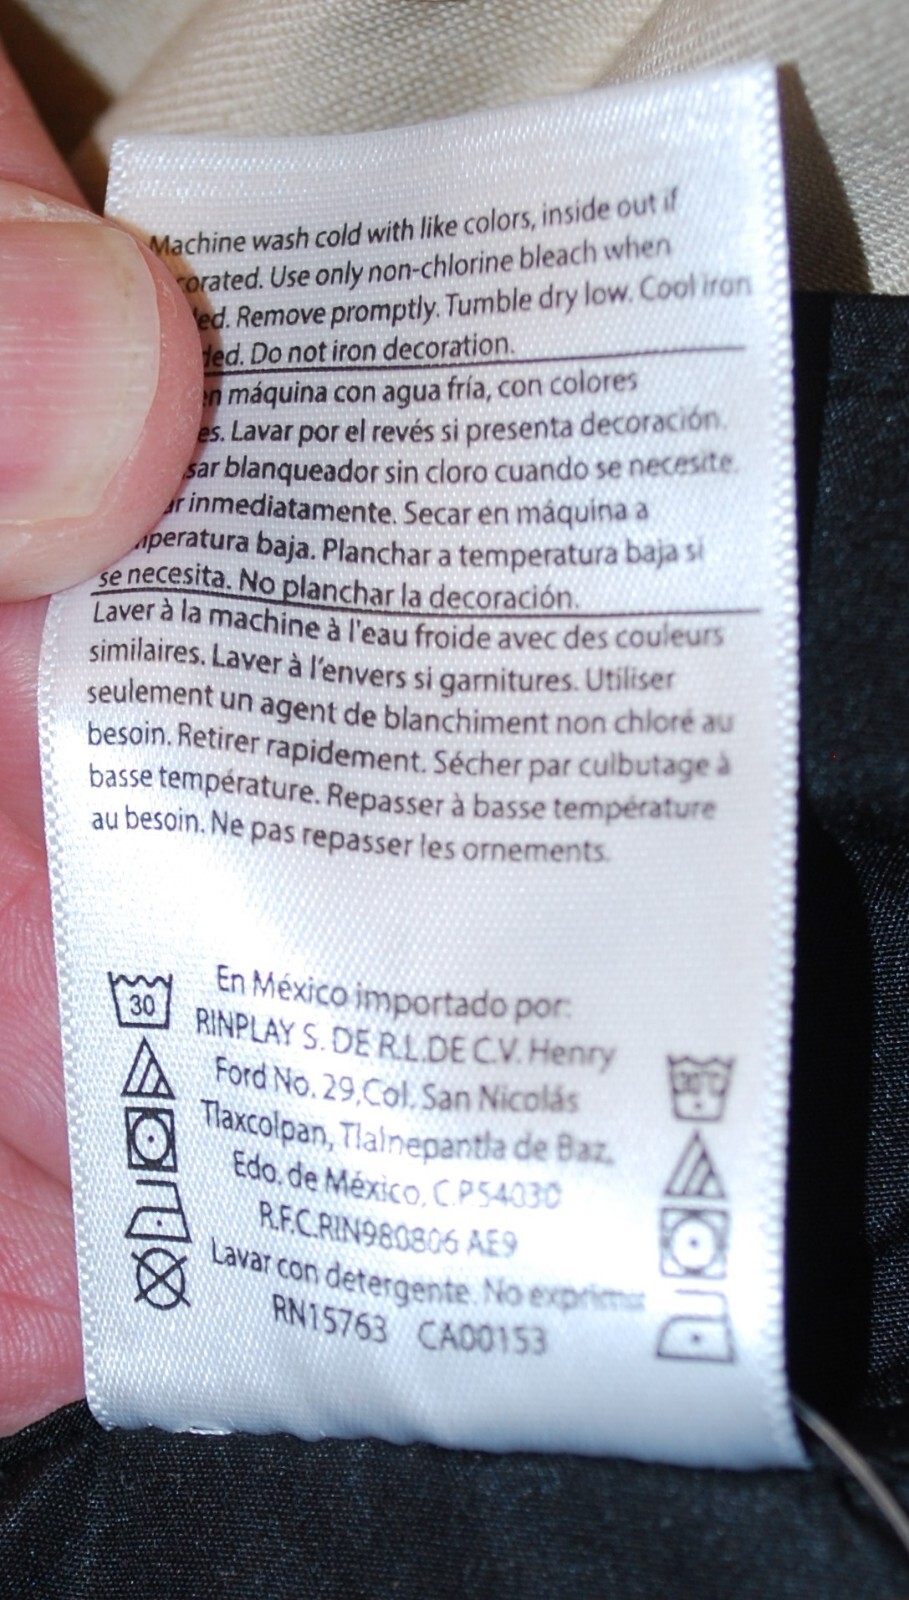 Machine wash cold with like colors, inside out if
orated. Use only non-chlorine bleach when
ed. Remove promptly. Tumble dry low. Cool iron
ded. Do not iron decoration.
en máquina con agua fría, con colores
es. Lavar por el revés si presenta decoración.
sar blanqueador sin cloro cuando se necesite.
ar inmediatamente. Secar en máquina a
peratura baja. Planchar a temperatura baja si
se necesita. No planchar la decoración.
Laver à la machine à l'eau froide avec des couleurs
similaires. Laver à l'envers si garnitures. Utiliser
seulement un agent de blanchiment non chloré au
besoin. Retirer rapidement. Sécher par culbutage à
basse température. Repasser à basse température
au besoin. Ne pas repasser les ornements.
30
En México importado por:
RINPLAY S. DE R.L.DE C.V. Henry
Ford No. 29,Col. San Nicolás
Tlaxcolpan, Tlalnepantla de Baz,
Edo. de México, C.P54030
R.F.C.RIN980806 AE9
Lavar con detergente. No exprimir
RN15763 CA00153
30°C